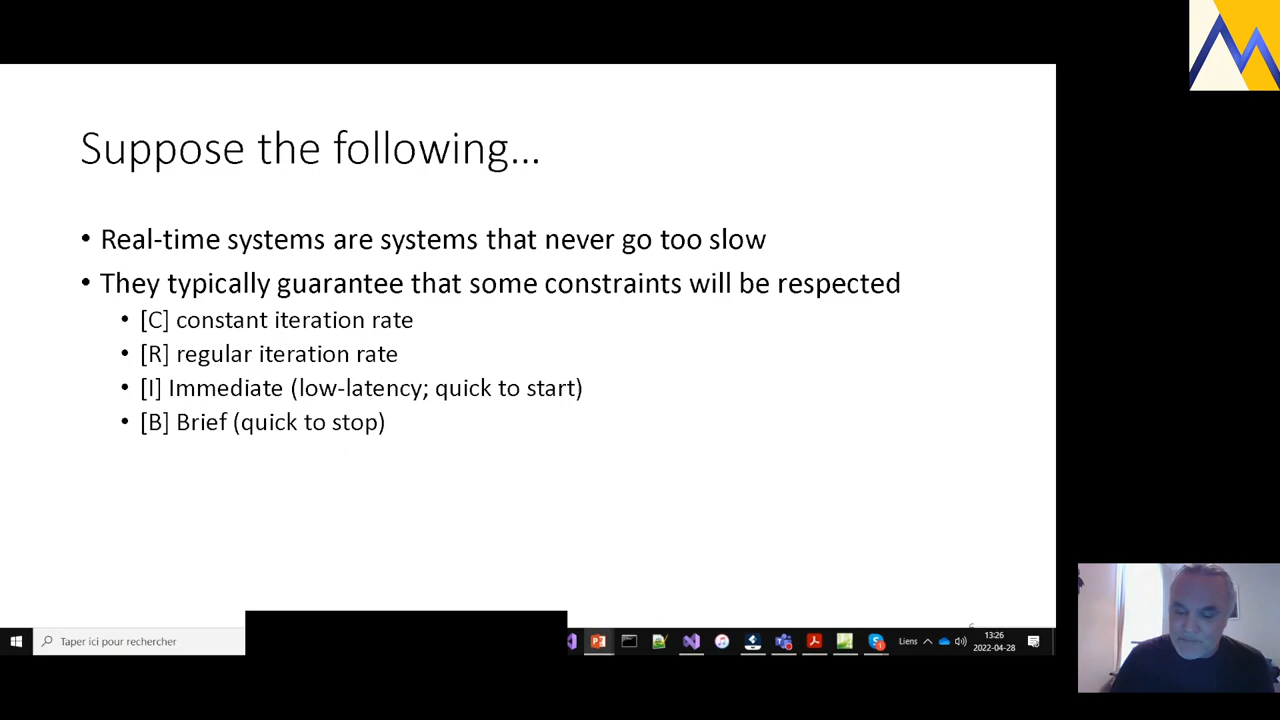 Suppose the following...
• Real-time systems are systems that never go too slow
• They typically guarantee that some constraints will be respected
• [C] constant iteration rate
• [R] regular iteration rate
• [I] Immediate (low-latency; quick to start)
• [B] Brief (quick to stop)
Taper ici pour rechercher
Liens
13:26
2022-04-28